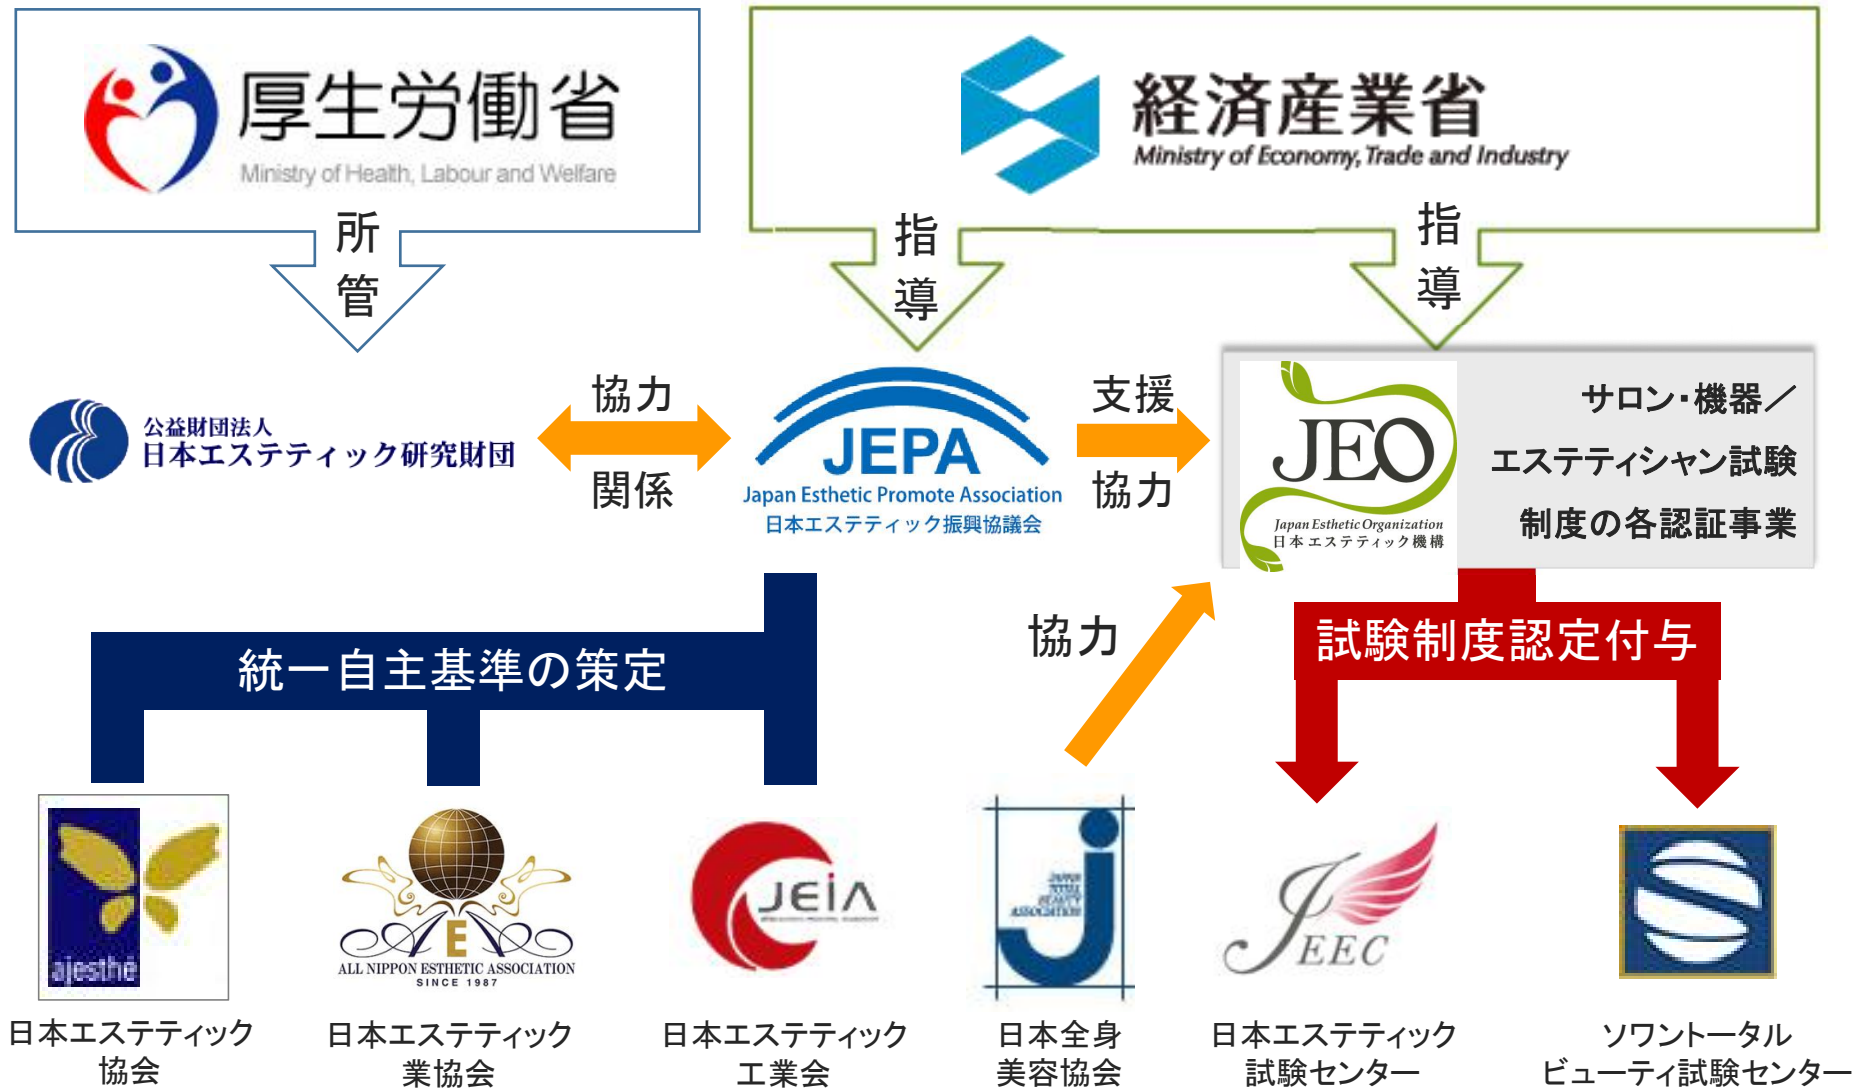 厚生労働省
Ministry of Health, Labour and Welfare
経済産業省
Ministry of Economy, Trade and Industry
所管
指導
指導
公益財団法人
日本エステティック研究財団
協力
関係
JEPA
Japan Esthetic Promote Association
日本エステティック振興協議会
支援
協力
JEO
Japan Esthetic Organization
日本エステティック機構
サロン・機器／
エステティシャン試験
制度の各認証事業
統一自主基準の策定
協力
試験制度認定付与
ajesthe
AEA
ALL NIPPON ESTHETIC ASSOCIATION
SINCE 1987
JEIA
JAPAN
TOTAL
BEAUTY
ASSOCIATION
JEEC
日本エステティック
協会
日本エステティック
業協会
日本エステティック
工業会
日本全身
美容協会
日本エステティック
試験センター
ソワントータル
ビューティ試験センター